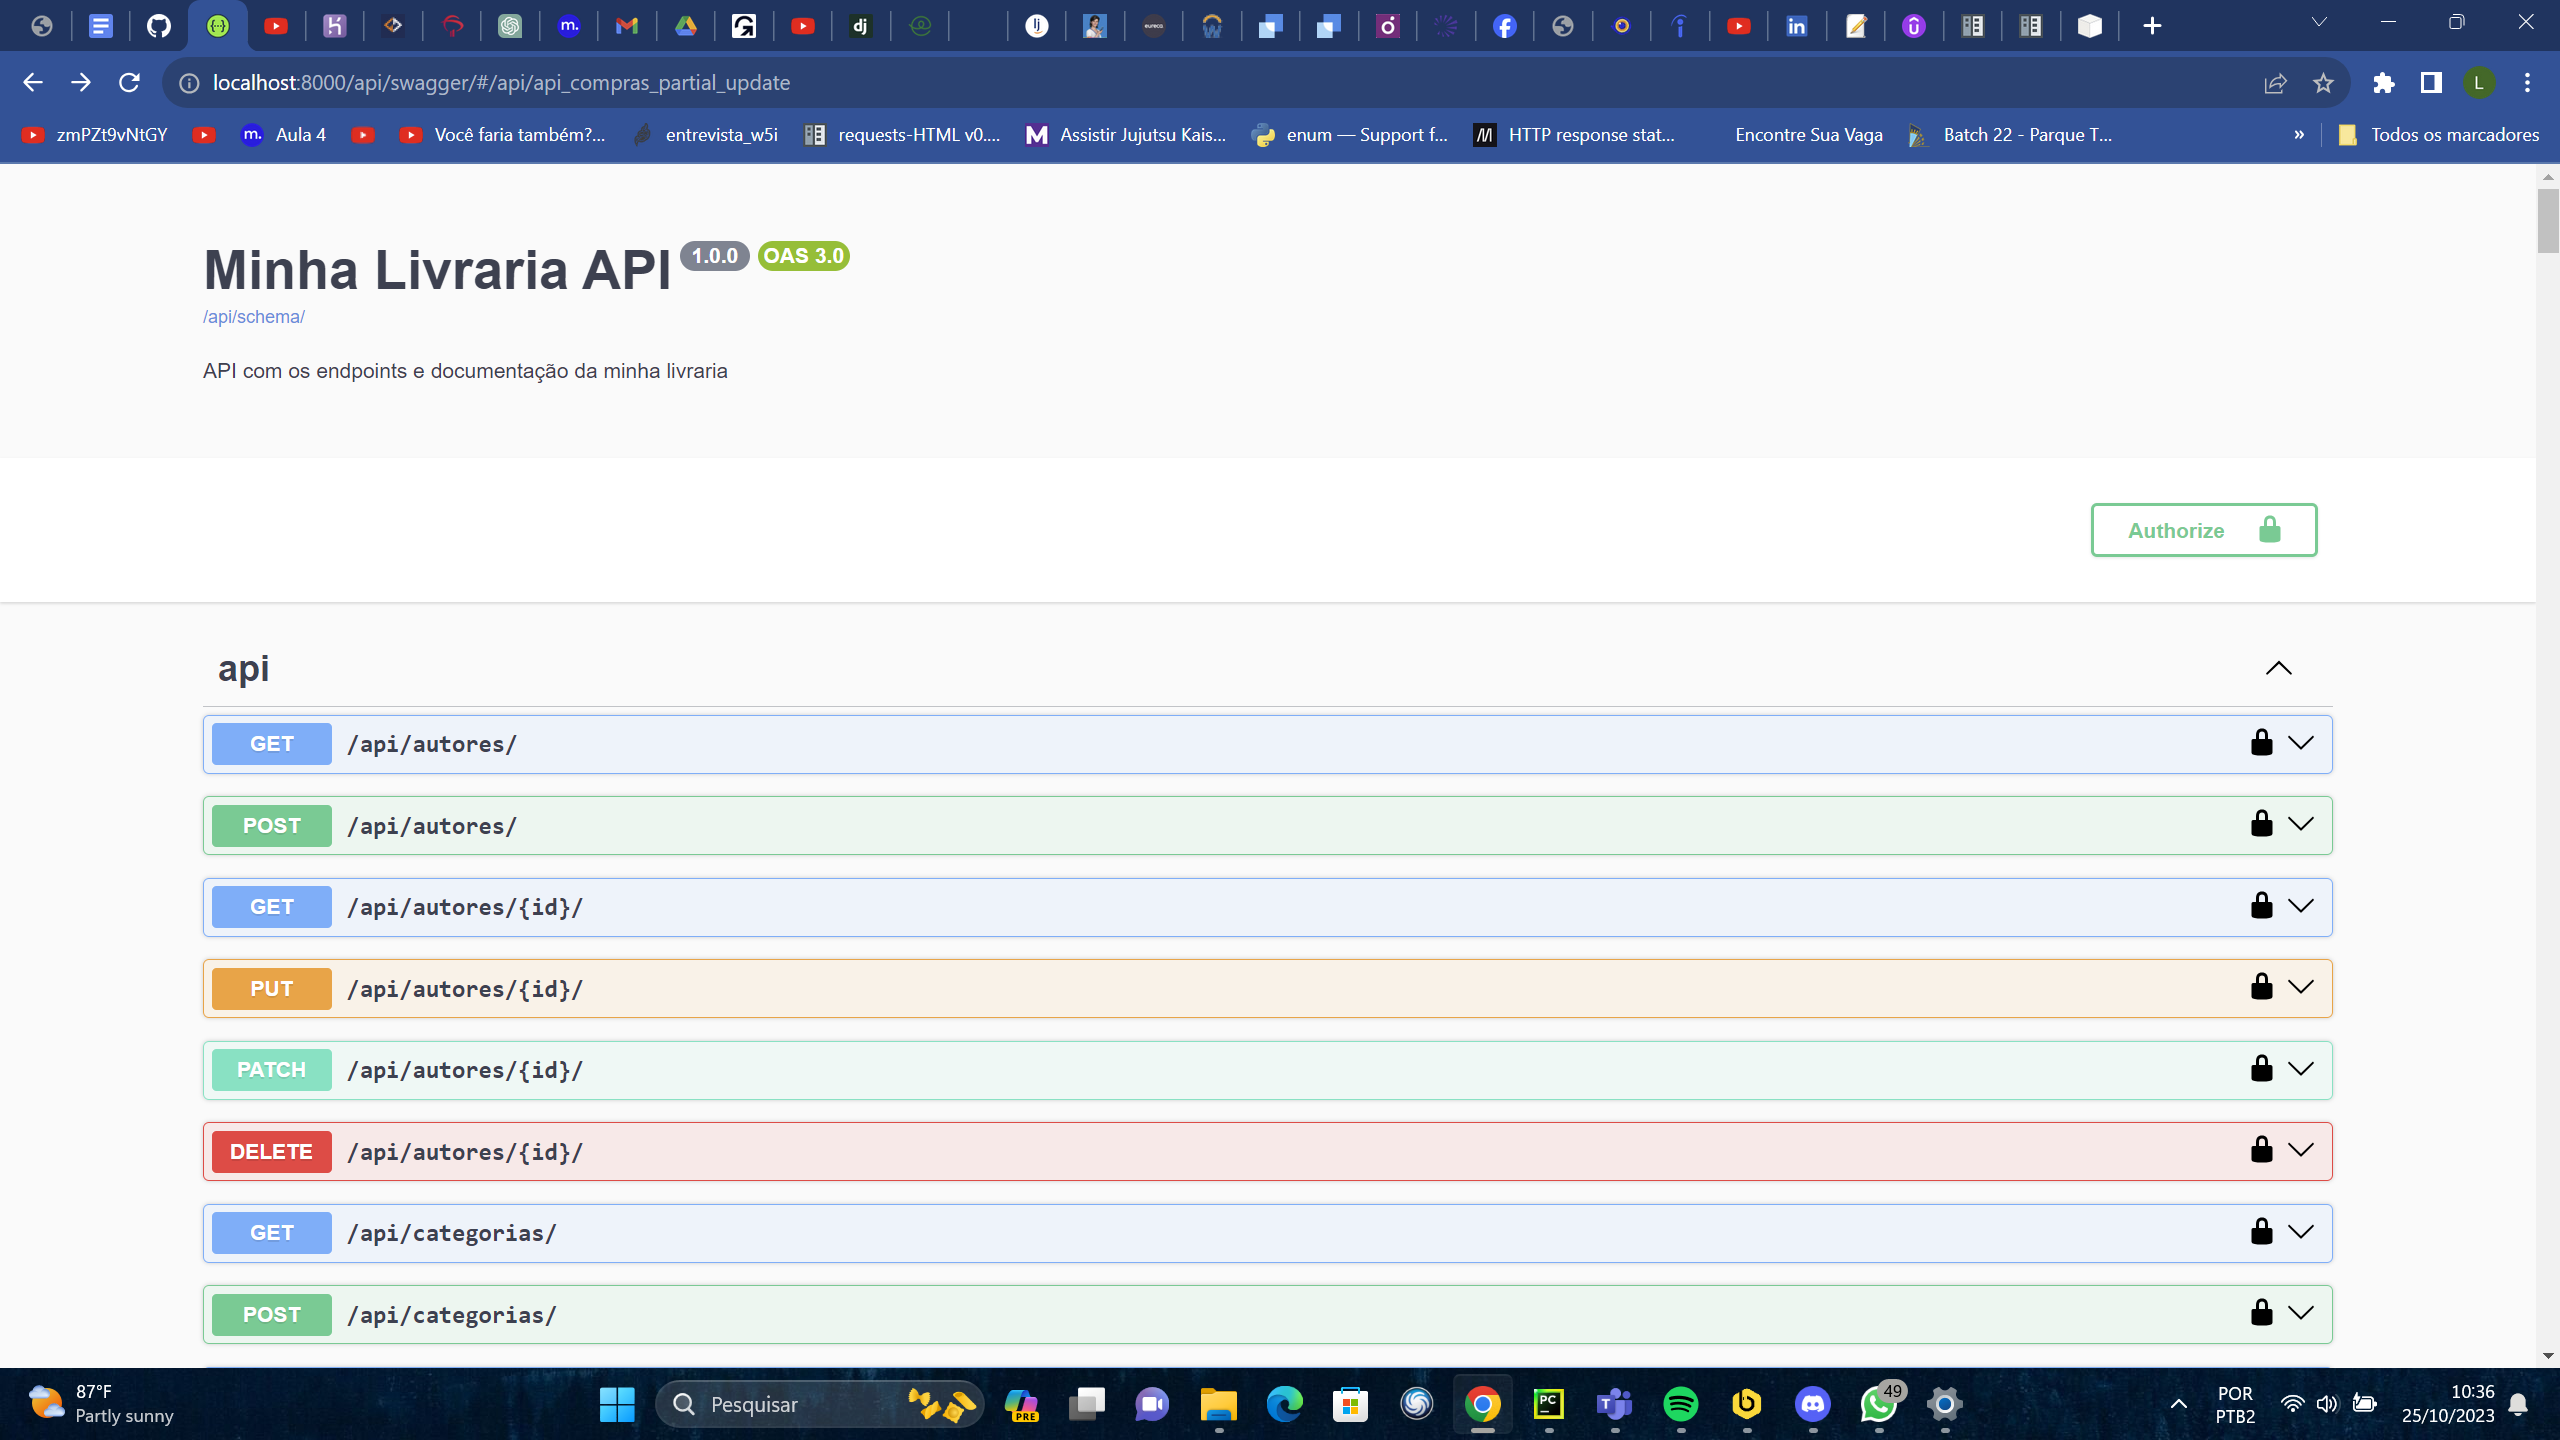 localhost:8000/api/swagger/#/api/api_compras_partial_update
L
zmPZt9vNtGY
m. Aula 4
Você faria também?...
entrevista_w5i
requests-HTML v0....
Assistir Jujutsu Kais...
enum — Support f...
HTTP response stat...
Encontre Sua Vaga
Batch 22 - Parque T...
»
Todos os marcadores
Minha Livraria API 1.0.0 OAS 3.0
/api/schema/
API com os endpoints e documentação da minha livraria
Authorize
api
GET /api/autores/
POST /api/autores/
GET /api/autores/{id}/
PUT /api/autores/{id}/
PATCH /api/autores/{id}/
DELETE /api/autores/{id}/
GET /api/categorias/
POST /api/categorias/
87°F
Partly sunny
Pesquisar
PRE
PC
49
POR
PTB2
10:36
25/10/2023